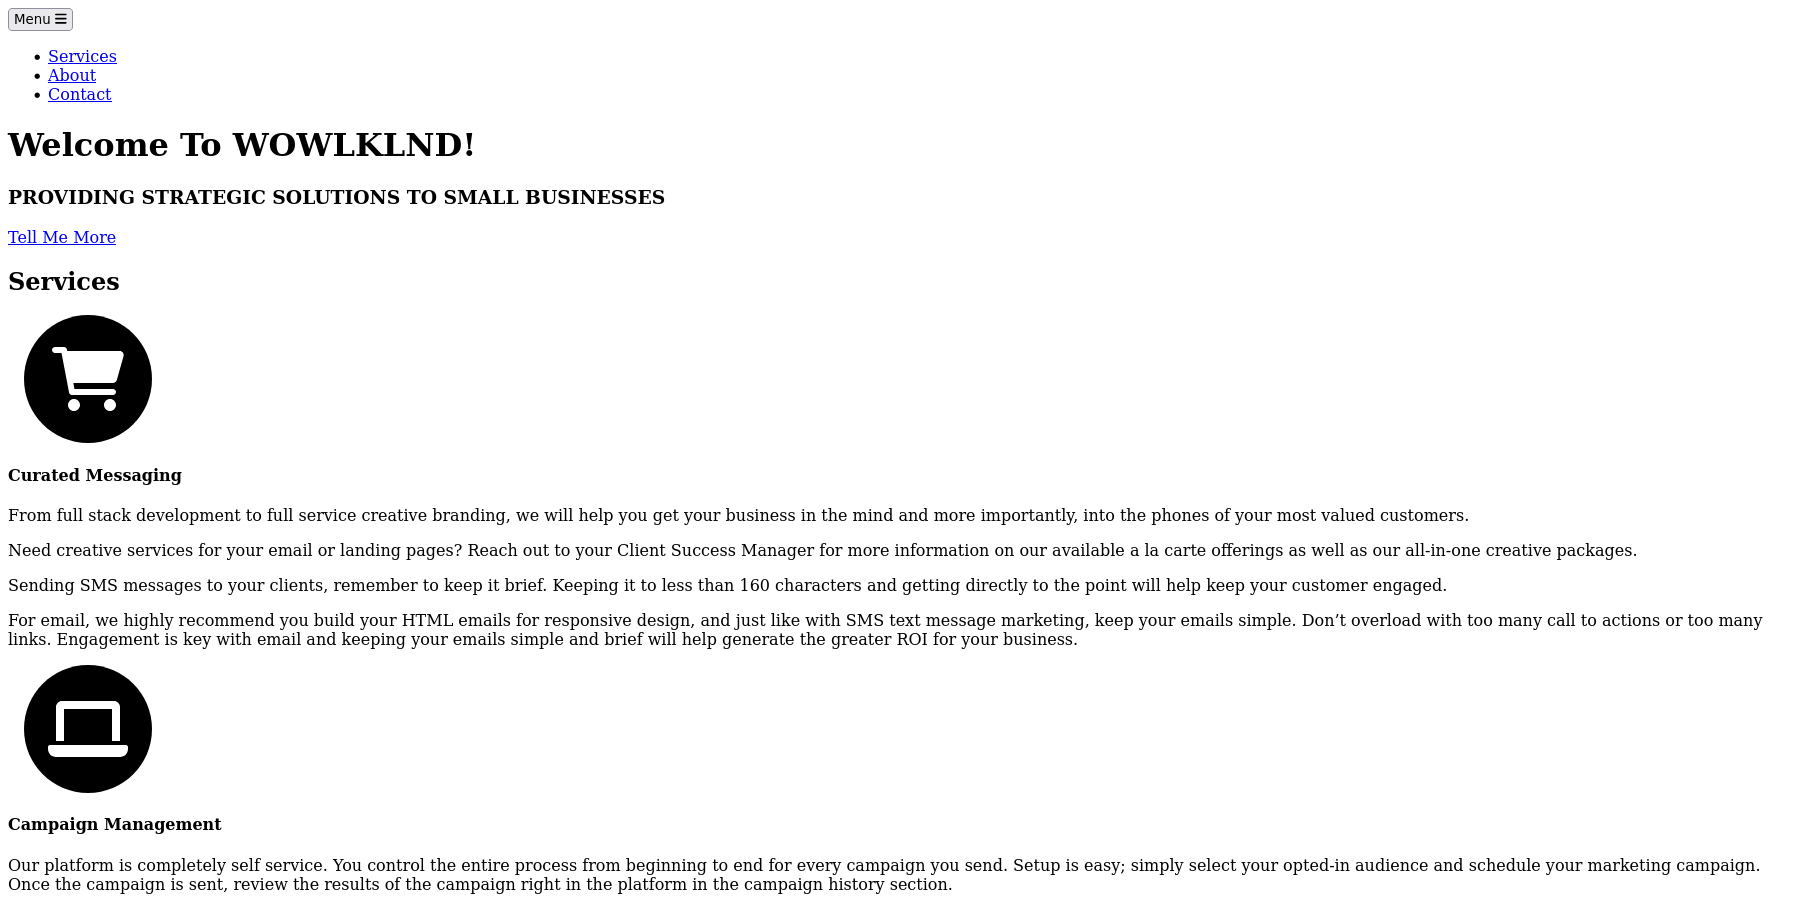 Menu
Services
About
Contact
Welcome To WOWLKLND!
PROVIDING STRATEGIC SOLUTIONS TO SMALL BUSINESSES
Tell Me More
Services
Curated Messaging
From full stack development to full service creative branding, we will help you get your business in the mind and more importantly, into the phones of your most valued customers.
Need creative services for your email or landing pages? Reach out to your Client Success Manager for more information on our available a la carte offerings as well as our all-in-one creative packages.
Sending SMS messages to your clients, remember to keep it brief. Keeping it to less than 160 characters and getting directly to the point will help keep your customer engaged.
For email, we highly recommend you build your HTML emails for responsive design, and just like with SMS text message marketing, keep your emails simple. Don’t overload with too many call to actions or too many
links. Engagement is key with email and keeping your emails simple and brief will help generate the greater ROI for your business.
Campaign Management
Our platform is completely self service. You control the entire process from beginning to end for every campaign you send. Setup is easy; simply select your opted-in audience and schedule your marketing campaign.
Once the campaign is sent, review the results of the campaign right in the platform in the campaign history section.